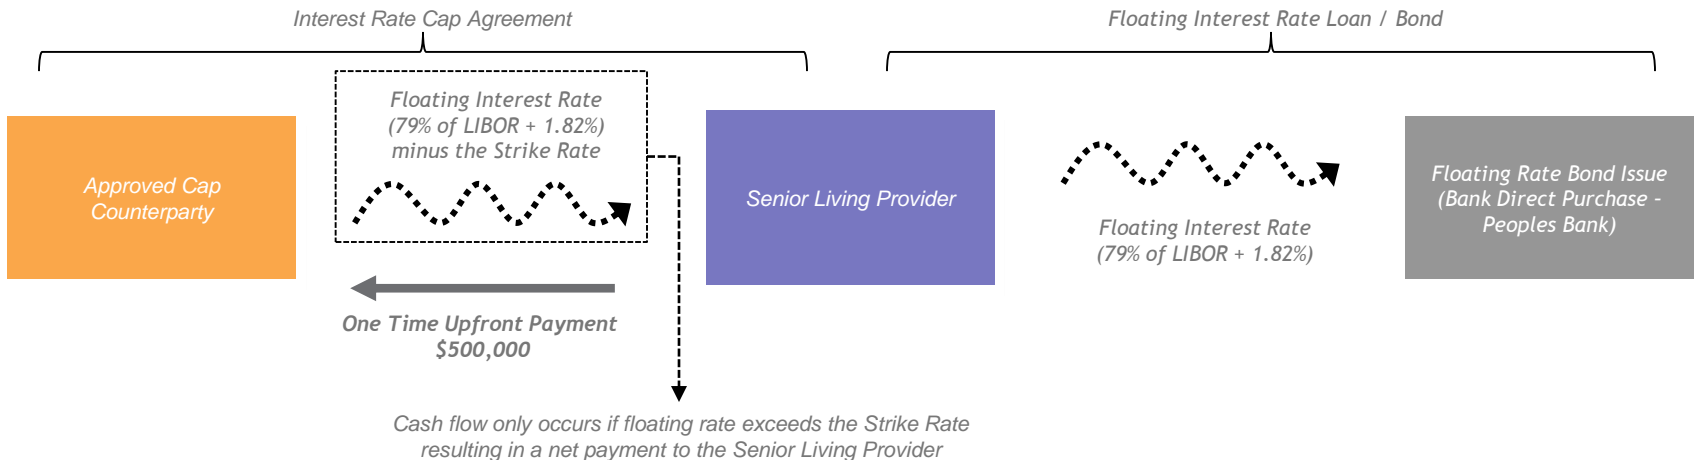 Interest Rate Cap Agreement
Floating Interest Rate Loan / Bond
Approved Cap
Counterparty
Floating Interest Rate
(79% of LIBOR + 1.82%)
minus the Strike Rate
One Time Upfront Payment
$500,000
Senior Living Provider
Floating Interest Rate
(79% of LIBOR + 1.82%)
Floating Rate Bond Issue
(Bank Direct Purchase –
Peoples Bank)
Cash flow only occurs if floating rate exceeds the Strike Rate
resulting in a net payment to the Senior Living Provider